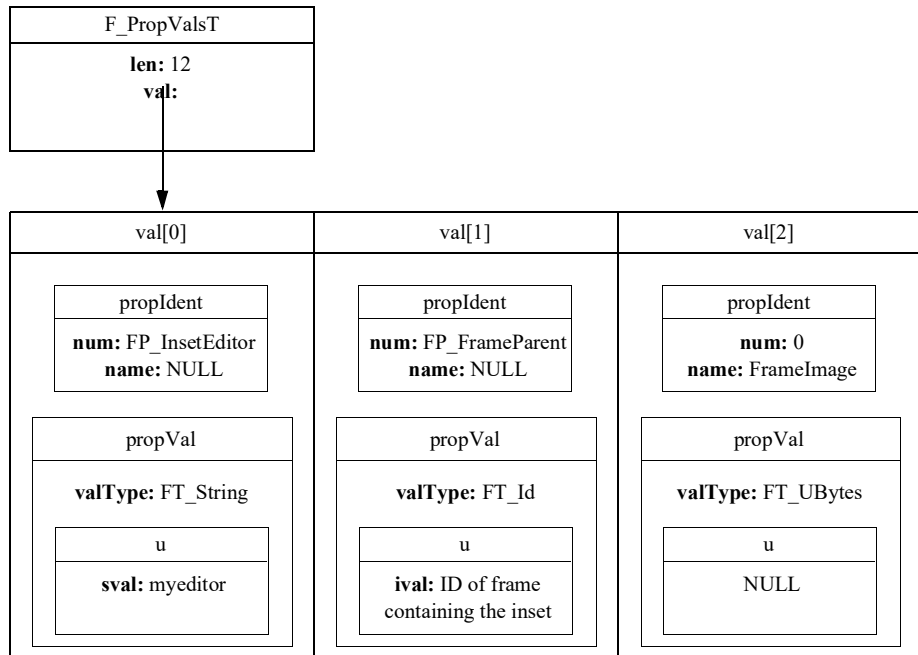 F_PropValsT
len: 12
val:
val[0]
val[1]
val[2]
propIdent
num: FP_InsetEditor
name: NULL
propIdent
num: FP_FrameParent
name: NULL
propIdent
num: 0
name: FrameImage
propVal
valType: FT_String
u
sval: myeditor
propVal
valType: FT_Id
u
ival: ID of frame
containing the inset
propVal
valType: FT_UBytes
u
NULL